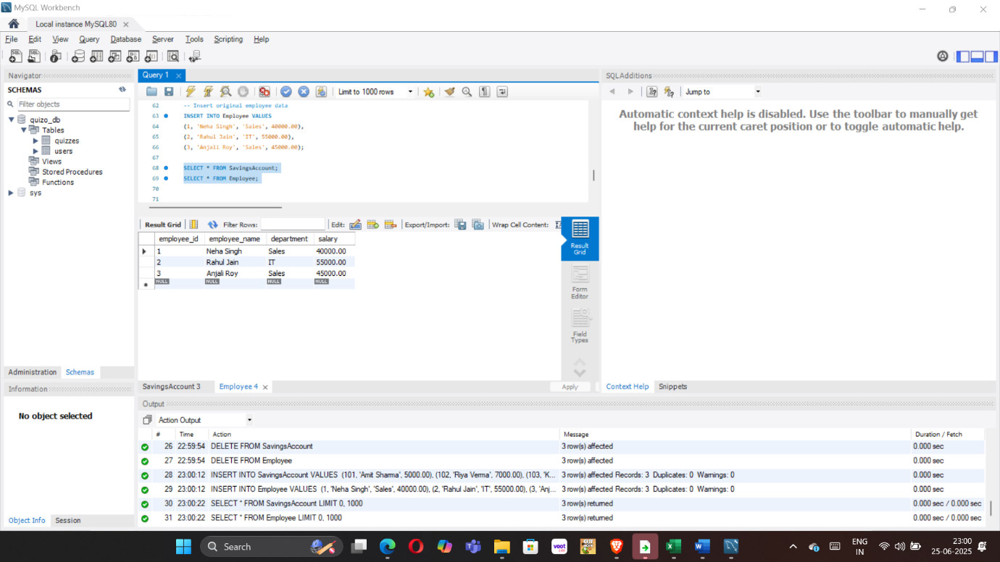 MySQL Workbench
Local instance MySQL80
File Edit View Query Database Server Tools Scripting Help
Navigator
SCHEMAS
Filter objects
quizo_db
Tables
quizzes
users
Views
Stored Procedures
Functions
sys
Administration Schemas
Information
No object selected
Object Info Session
Query 1
Limit to 1000 rows
62 -- Insert original employee data
63 INSERT INTO Employee VALUES
64 (1, 'Neha Singh', 'Sales', 40000.00),
65 (2, 'Rahul Jain', 'IT', 55000.00),
66 (3, 'Anjali Roy', 'Sales', 45000.00);
67
68 SELECT * FROM SavingsAccount;
69 SELECT * FROM Employee;
70
71
Result Grid Filter Rows: Edit: Export/Import: Wrap Cell Content:
employee_id employee_name department salary
1 Neha Singh Sales 40000.00
2 Rahul Jain IT 55000.00
3 Anjali Roy Sales 45000.00
NULL NULL NULL NULL
Result
Grid
Form
Editor
Field
Types
SavingsAccount 3 Employee 4 Apply
SQLAdditions
Jump to
Automatic context help is disabled. Use the toolbar to manually get
help for the current caret position or to toggle automatic help.
Context Help Snippets
Output
Action Output
# Time Action Message Duration / Fetch
26 22:59:54 DELETE FROM SavingsAccount 3 row(s) affected 0.000 sec
27 22:59:54 DELETE FROM Employee 3 row(s) affected 0.000 sec
28 23:00:12 INSERT INTO SavingsAccount VALUES (101, 'Amit Sharma', 5000.00), (102, 'Riya Verma', 7000.00), (103, 'K... 3 row(s) affected Records: 3 Duplicates: 0 Warnings: 0 0.000 sec
29 23:00:12 INSERT INTO Employee VALUES (1, 'Neha Singh', 'Sales', 40000.00), (2, 'Rahul Jain', 'IT', 55000.00), (3, 'Anj... 3 row(s) affected Records: 3 Duplicates: 0 Warnings: 0 0.000 sec
30 23:00:22 SELECT * FROM SavingsAccount LIMIT 0, 1000 3 row(s) returned 0.000 sec / 0.000 sec
31 23:00:22 SELECT * FROM Employee LIMIT 0, 1000 3 row(s) returned 0.000 sec / 0.000 sec
Search
voot
ENG
IN
23:00
25-06-2025